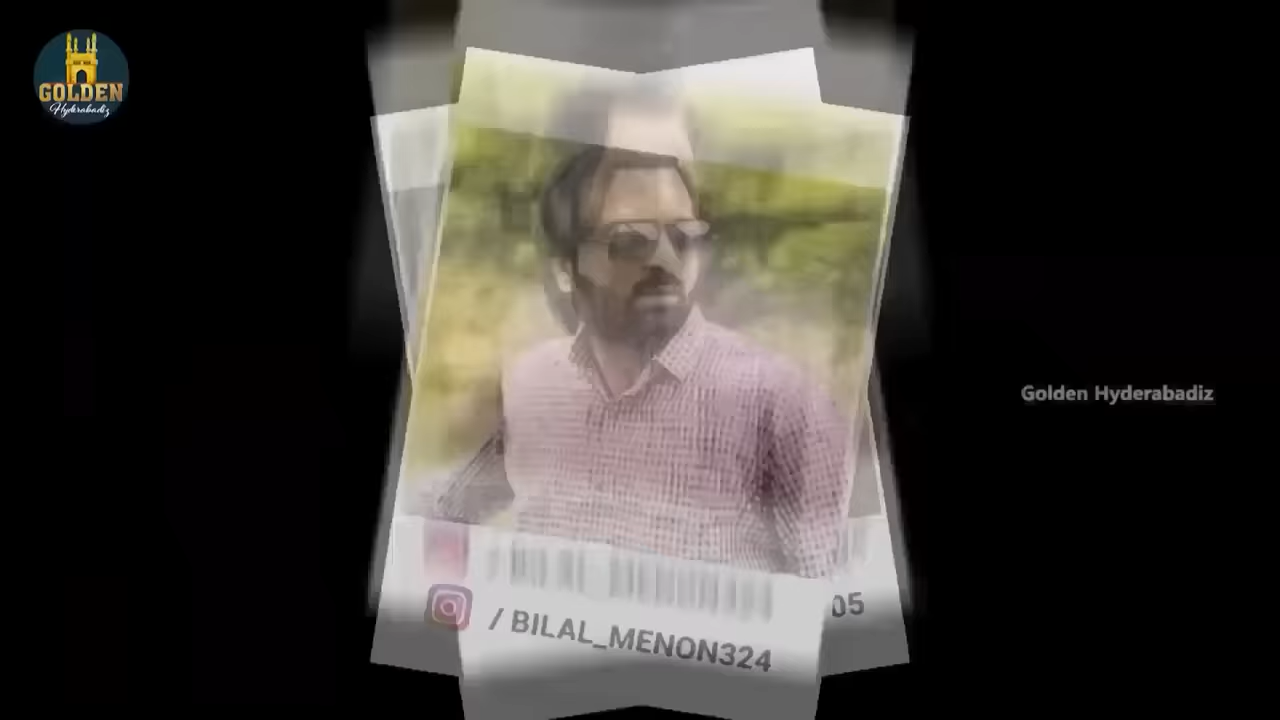 GOLDEN
Hyderabadiz
Golden Hyderabadiz
/ BILAL_MENON324
05